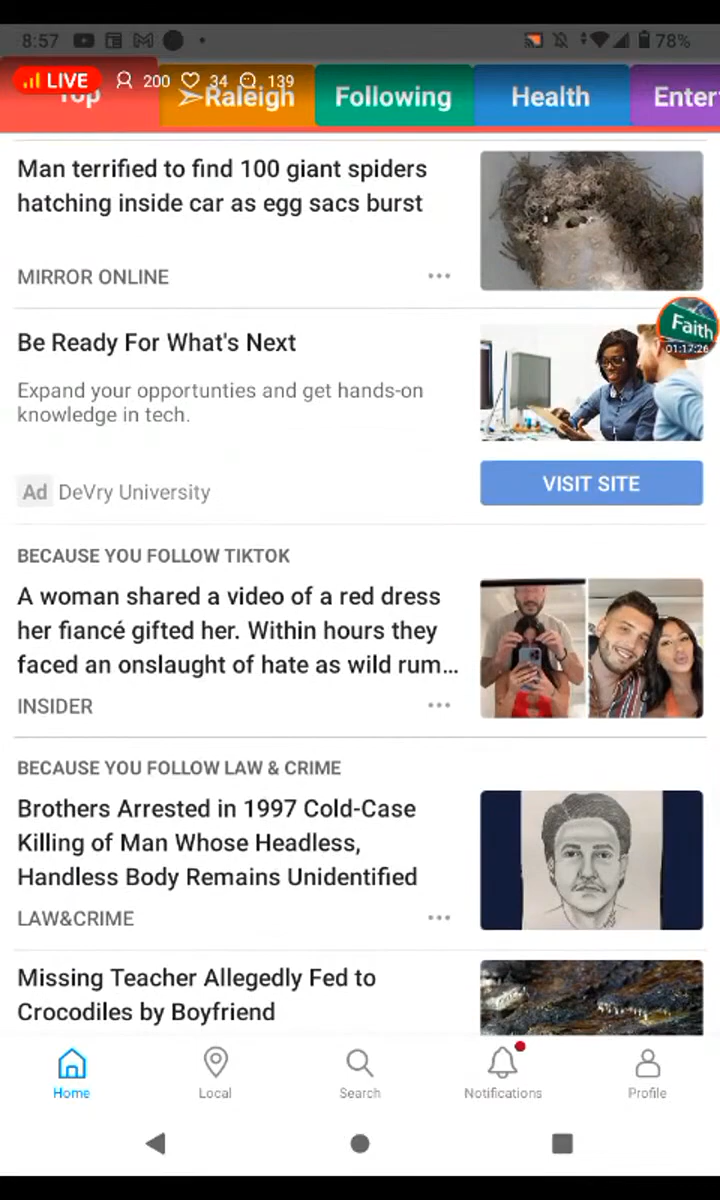 8:57
78%
LIVE 200 34 139
Top
Raleigh
Following
Health
Enter
Man terrified to find 100 giant spiders
hatching inside car as egg sacs burst
MIRROR ONLINE
Be Ready For What's Next
Expand your opportunties and get hands-on
knowledge in tech.
Ad DeVry University
VISIT SITE
Faith
01:17:26
BECAUSE YOU FOLLOW TIKTOK
A woman shared a video of a red dress
her fiancé gifted her. Within hours they
faced an onslaught of hate as wild rum...
INSIDER
BECAUSE YOU FOLLOW LAW & CRIME
Brothers Arrested in 1997 Cold-Case
Killing of Man Whose Headless,
Handless Body Remains Unidentified
LAW&CRIME
Missing Teacher Allegedly Fed to
Crocodiles by Boyfriend
Home
Local
Search
Notifications
Profile